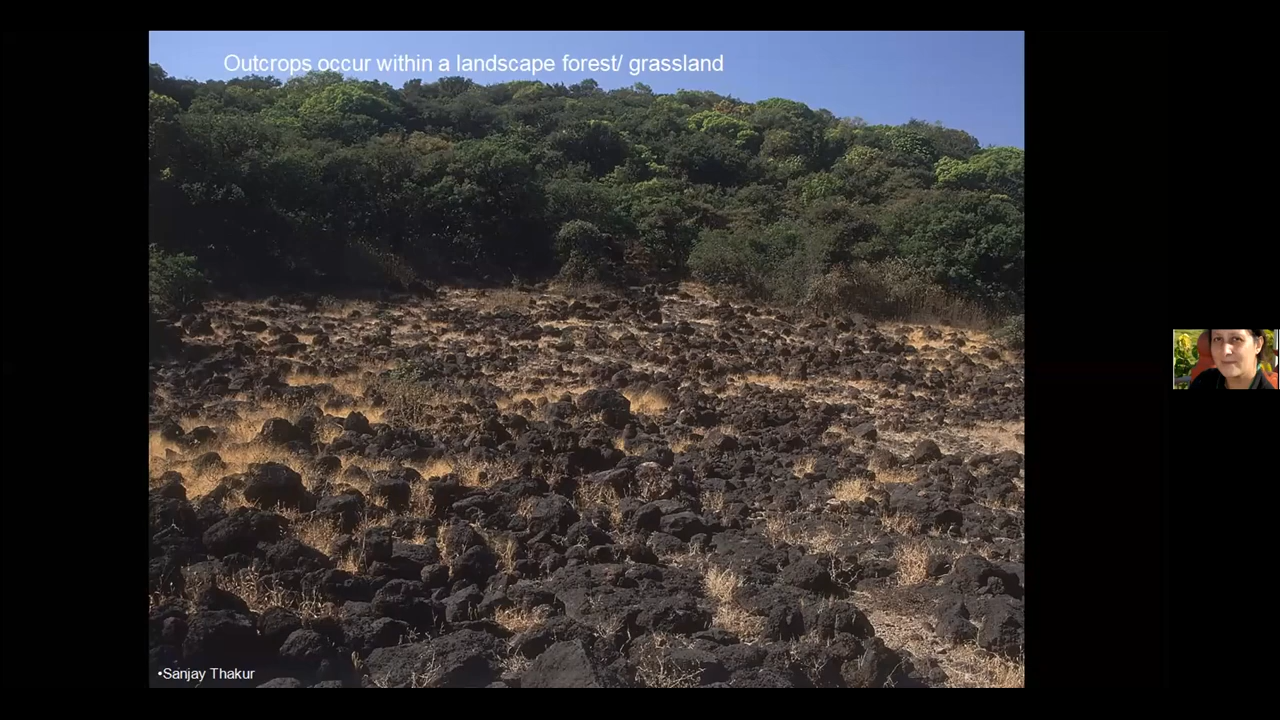 Outcrops occur within a landscape forest/ grassland
•Sanjay Thakur